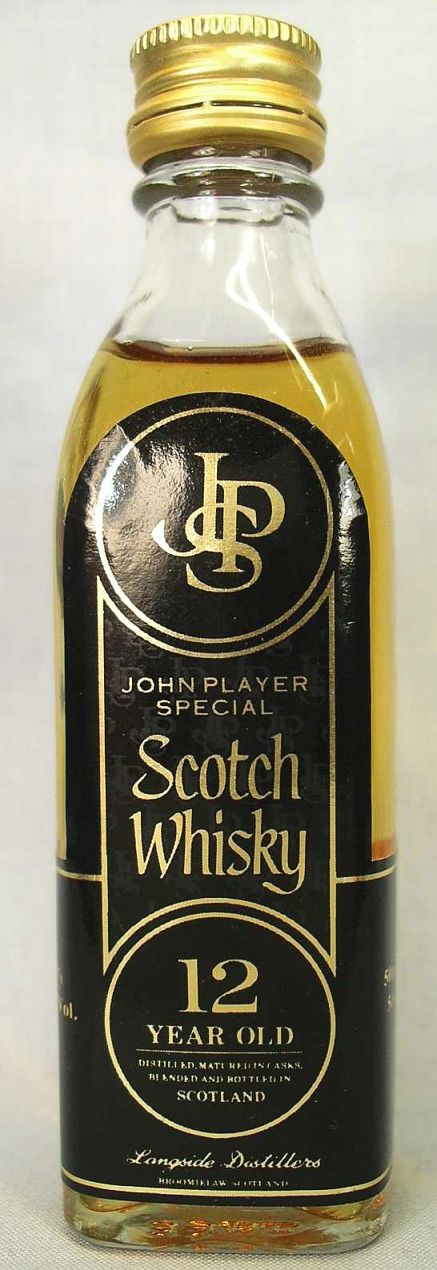 JPS
JOHN PLAYER
SPECIAL
Scotch
Whisky
12
YEAR OLD
DISTILLED, MATURED IN CASKS,
BLENDED AND BOTTLED IN
SCOTLAND
Langside Distillers
BROOMIELAW SCOTLAND